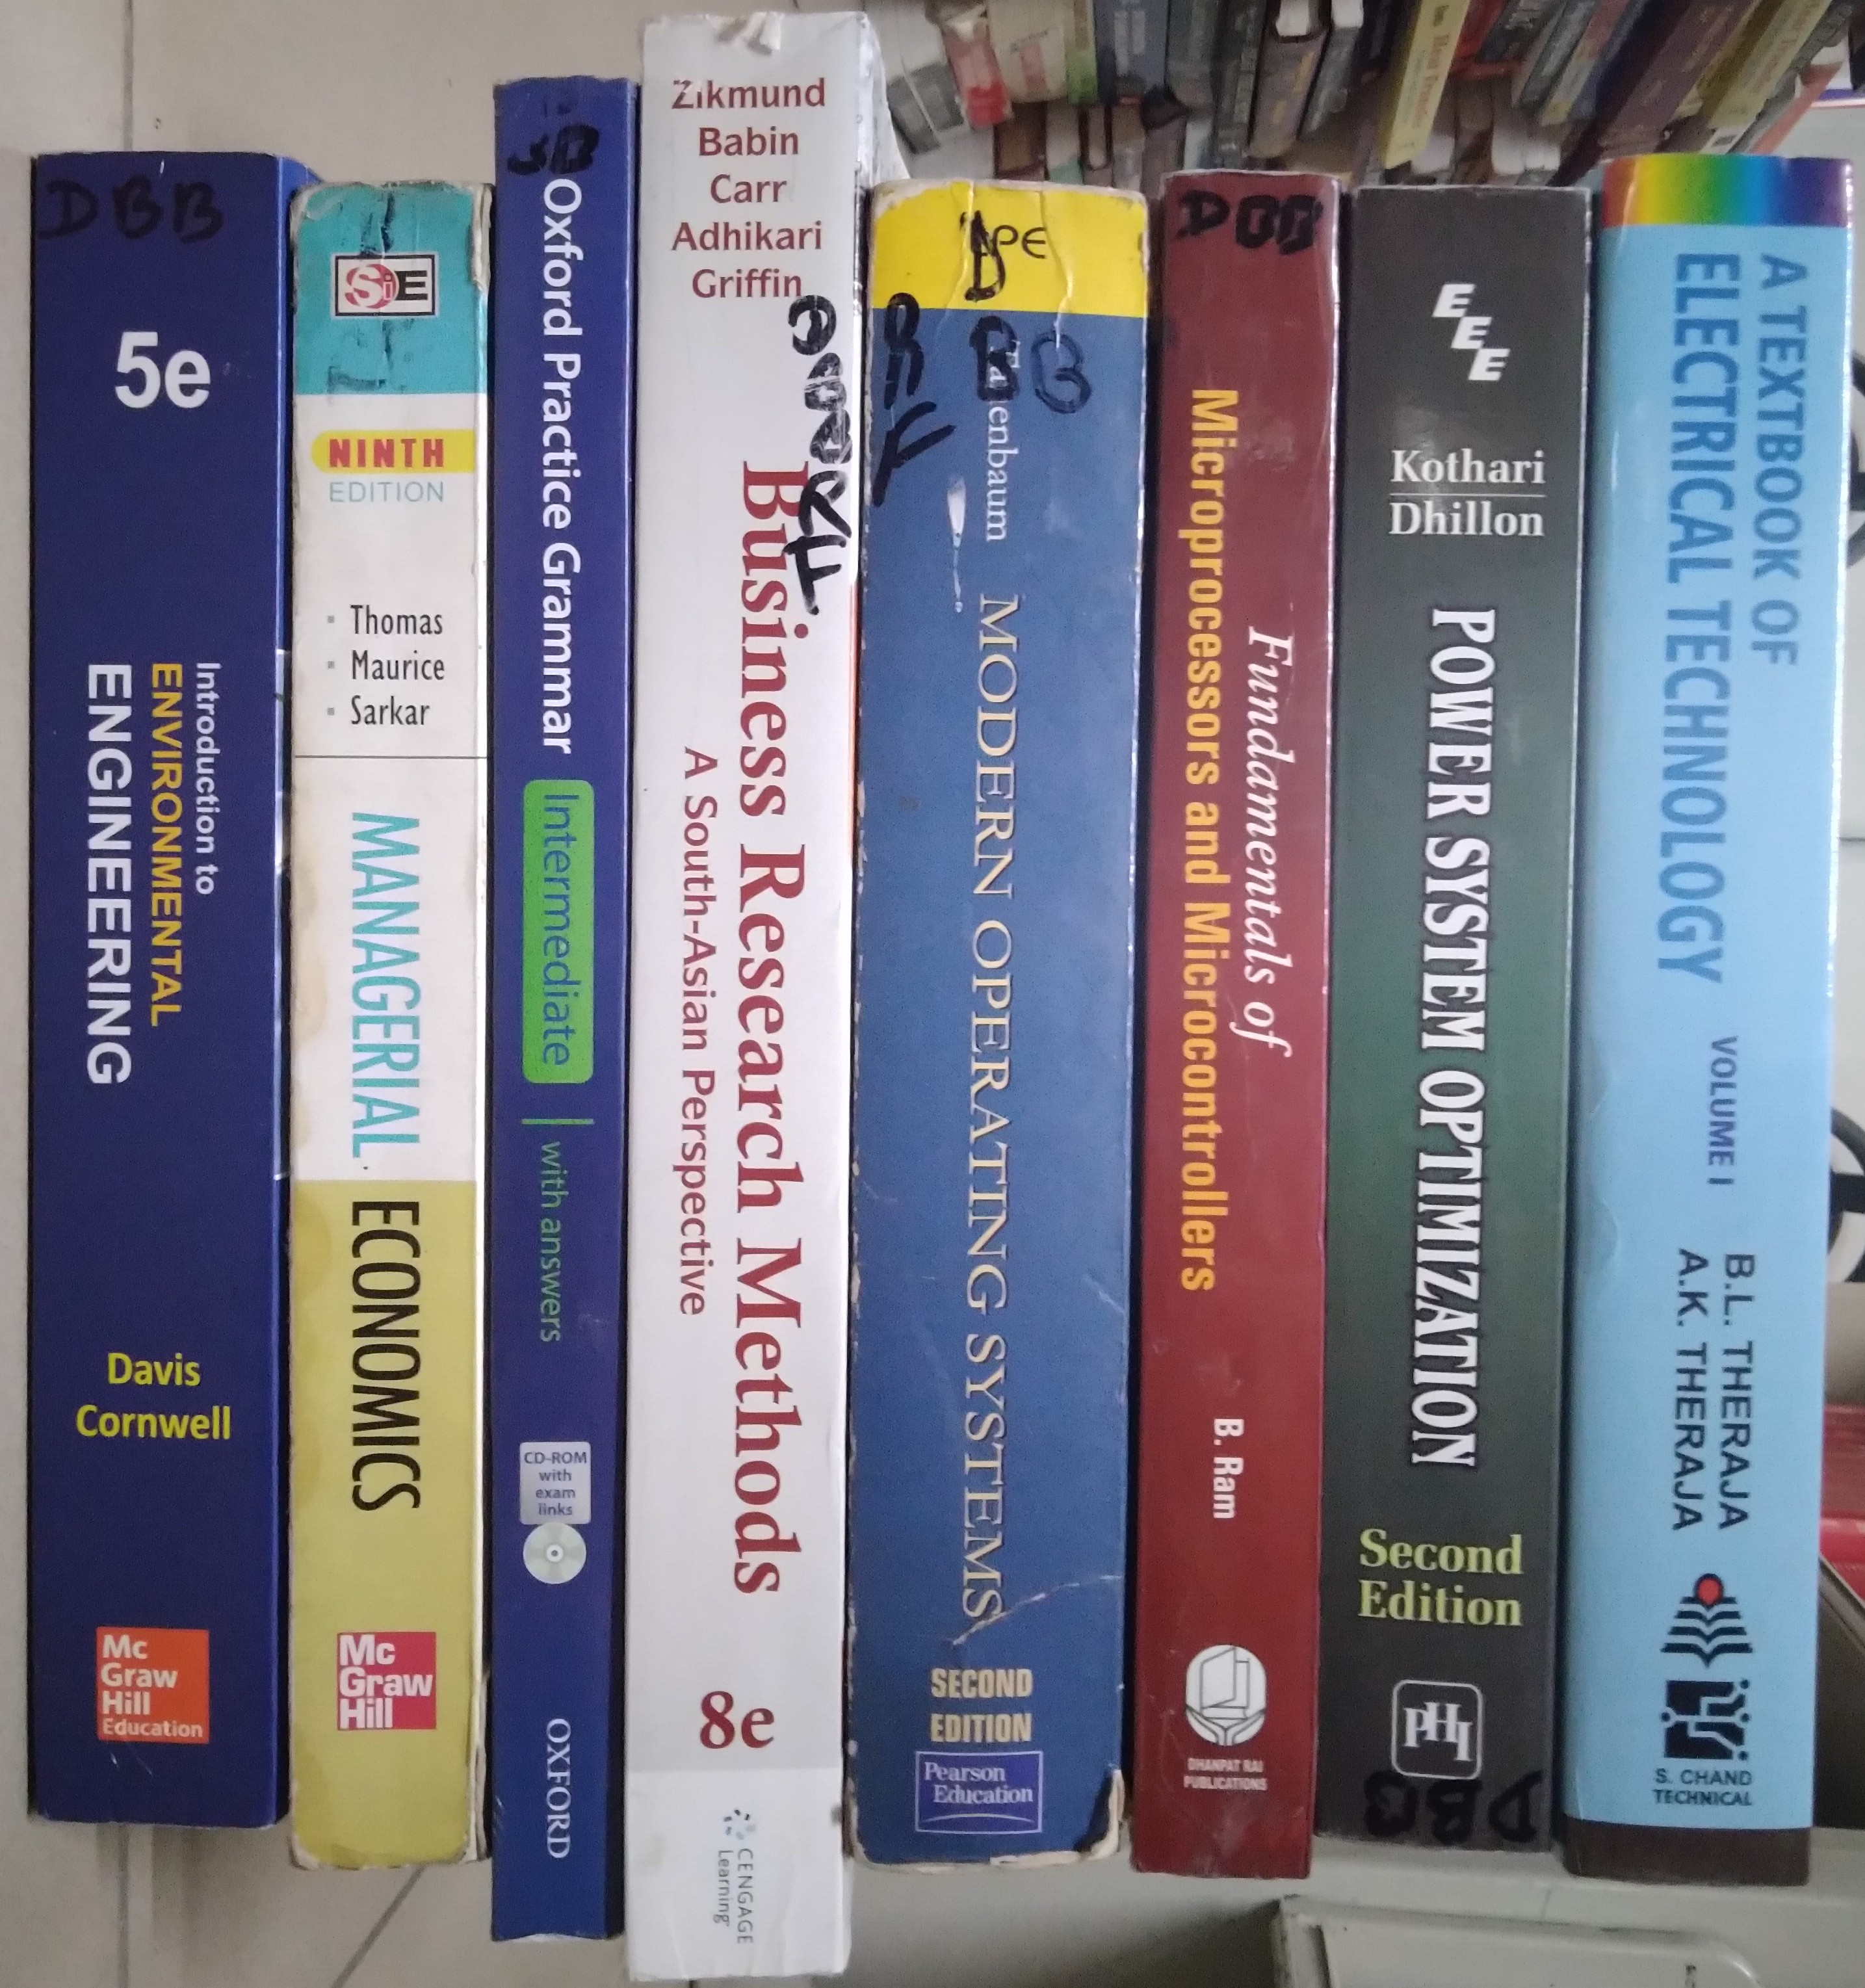 DBB
5e
Introduction to
ENVIRONMENTAL
ENGINEERING
Davis
Cornwell
Mc
Graw
Hill
Education
SiE
NINTH
EDITION
Thomas
Maurice
Sarkar
MANAGERIAL
ECONOMICS
Mc
Graw
Hill
Oxford Practice Grammar
Intermediate
with answers
CD-ROM
with
exam
links
OXFORD
Zikmund
Babin
Carr
Adhikari
Griffin
Business Research Methods
A South-Asian Perspective
8e
CENGAGE
Learning
BB
MODERN OPERATING SYSTEMS
SECOND
EDITION
Pearson
Education
DBB
Fundamentals of
Microprocessors and Microcontrollers
B. Ram
DHANPAT RAI
PUBLICATIONS
EEE
Kothari
Dhillon
POWER SYSTEM OPTIMIZATION
Second
Edition
PHI
DBB
A TEXTBOOK OF
ELECTRICAL TECHNOLOGY
VOLUME I
B.L. THERAJA
A.K. THERAJA
S. CHAND
TECHNICAL